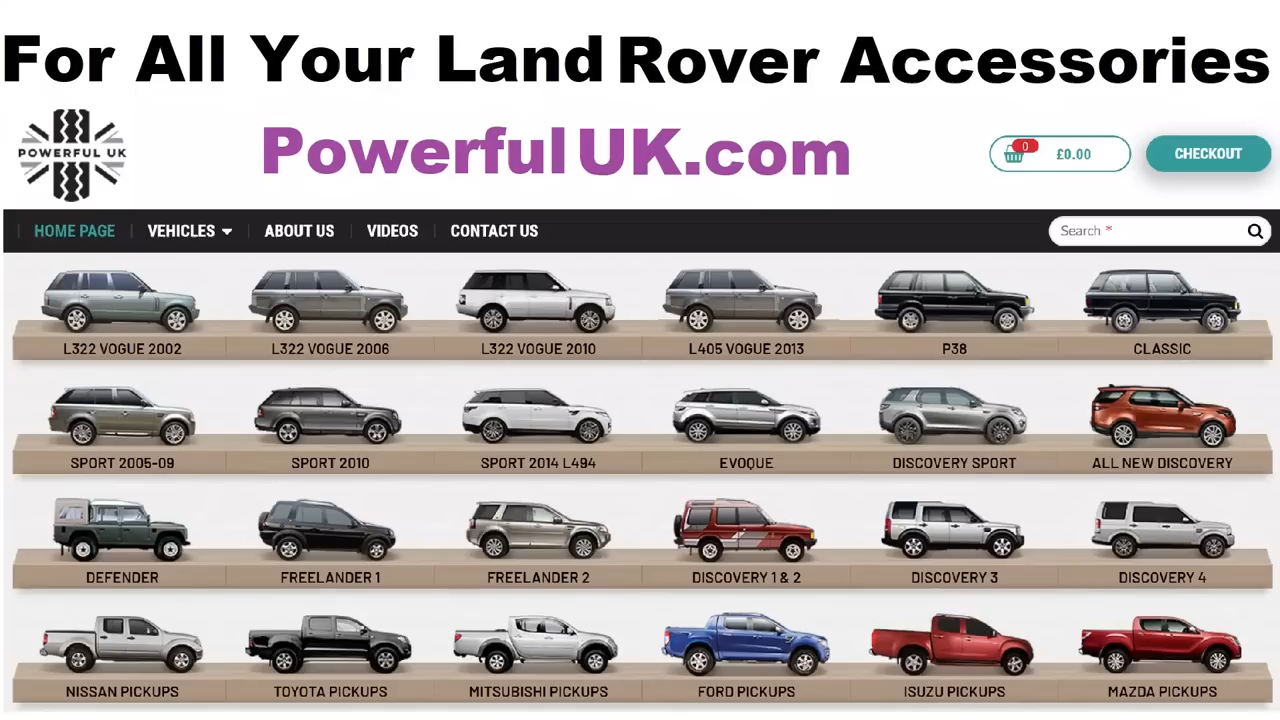 For All Your Land Rover Accessories
POWERFUL UK
PowerfulUK.com
0
£0.00
CHECKOUT
HOME PAGE VEHICLES ABOUT US VIDEOS CONTACT US Search *
L322 VOGUE 2002 L322 VOGUE 2006 L322 VOGUE 2010 L405 VOGUE 2013 P38 CLASSIC
SPORT 2005-09 SPORT 2010 SPORT 2014 L494 EVOQUE DISCOVERY SPORT ALL NEW DISCOVERY
DEFENDER FREELANDER 1 FREELANDER 2 DISCOVERY 1 & 2 DISCOVERY 3 DISCOVERY 4
NISSAN PICKUPS TOYOTA PICKUPS MITSUBISHI PICKUPS FORD PICKUPS ISUZU PICKUPS MAZDA PICKUPS